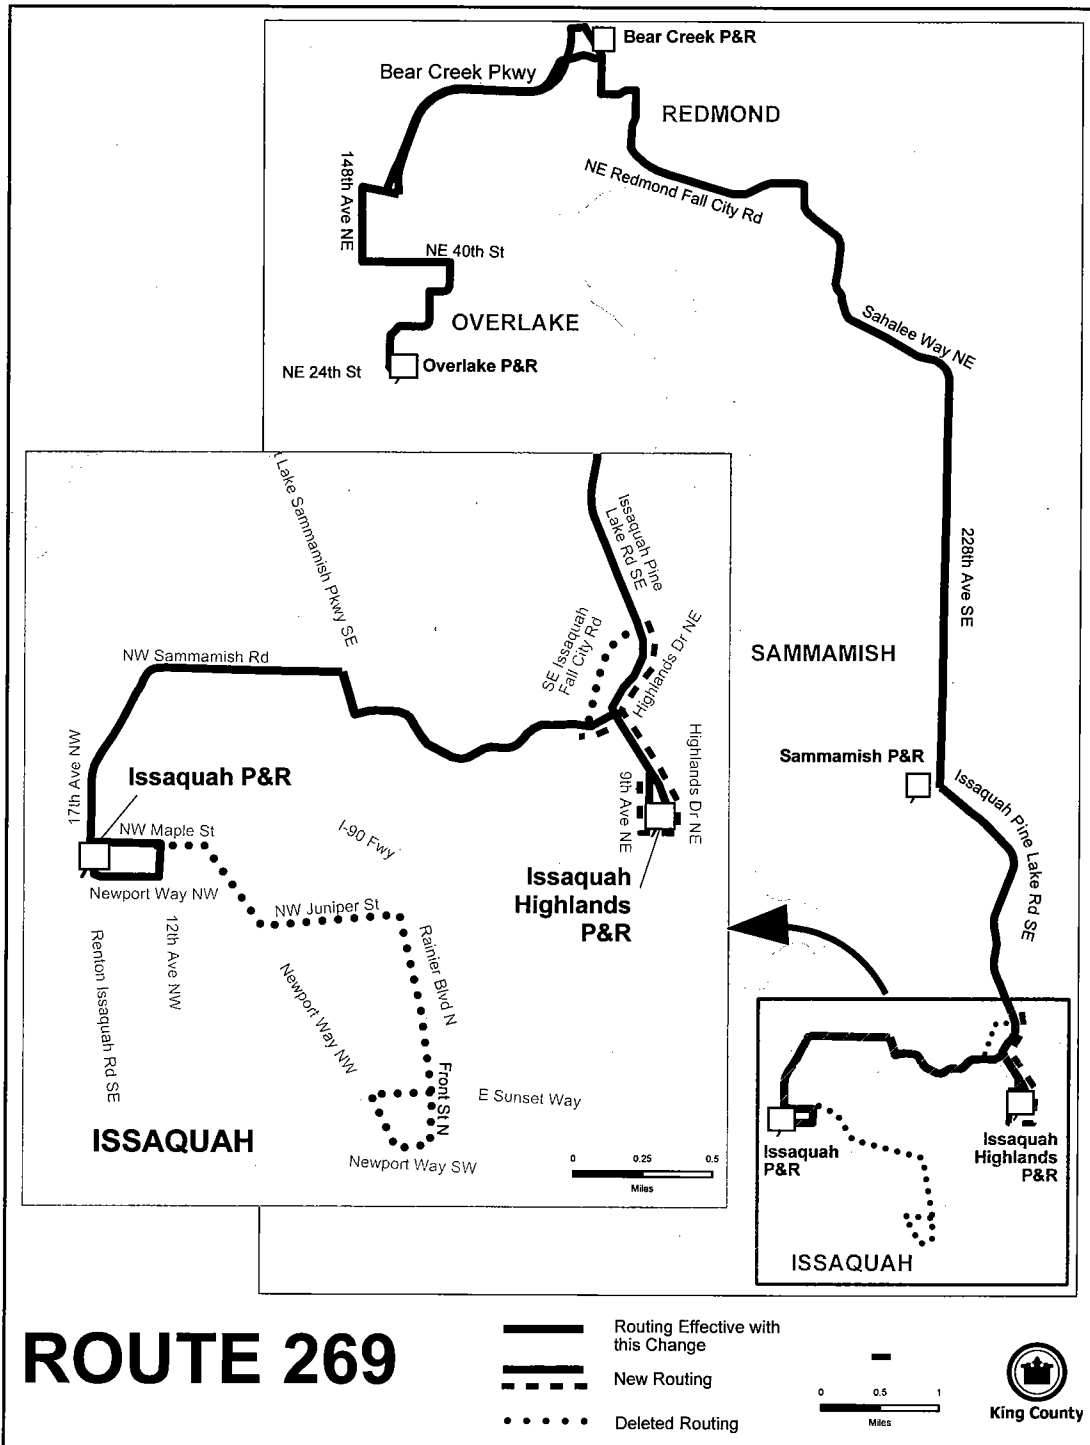 Bear Creek P&R
Bear Creek Pkwy
REDMOND
148th Ave NE
NE Redmond Fall City Rd
NE 40th St
OVERLAKE
Sahalee Way NE
NE 24th St
Overlake P&R
228th Ave SE
SAMMAMISH
Sammamish P&R
Issaquah Pine Lake Rd SE
t Lake Sammamish Pkwy SE
Issaquah Pine
Lake Rd SE
SE Issaquah
Fall City Rd
Highlands Dr NE
NW Sammamish Rd
17th Ave NW
Issaquah P&R
Highlands Dr NE
9th Ave NE
NW Maple St
I-90 Fwy
Issaquah
Highlands
P&R
Newport Way NW
NW Juniper St
12th Ave NW
Renton Issaquah Rd SE
Rainier Blvd N
Newport Way NW
Front St N
E Sunset Way
ISSAQUAH
Newport Way SW
0 0.25 0.5
Miles
Issaquah
P&R
Issaquah
Highlands
P&R
ISSAQUAH
ROUTE 269
Routing Effective with
this Change
New Routing
Deleted Routing
0 0.5 1
Miles
King County